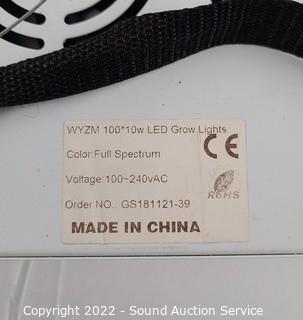 WYZM 100*10w LED Grow Lights
Color:Full Spectrum
CE
Voltage:100~240vAC
RoHS
Order NO.: GS181121-39
MADE IN CHINA
Copyright 2022 - Sound Auction Service